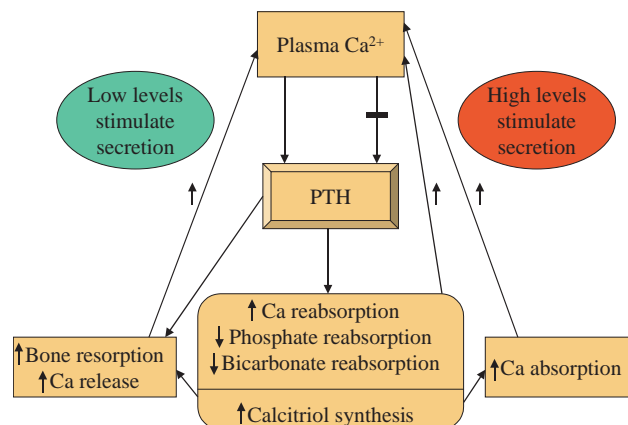 Plasma Ca²⁺
Low levels
stimulate
secretion
High levels
stimulate
secretion
PTH
↑Ca reabsorption
↓Phosphate reabsorption
↓Bicarbonate reabsorption
↑Bone resorption
↑Ca release
↑Ca absorption
↑Calcitriol synthesis